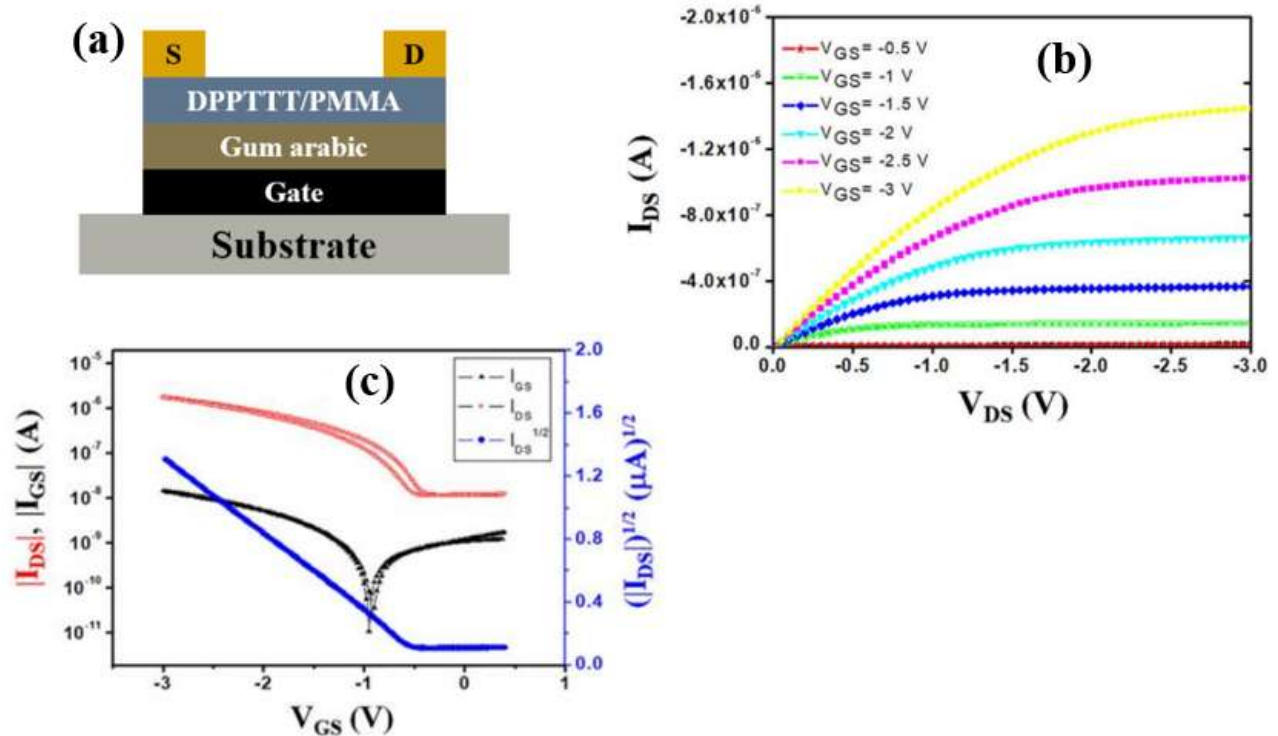 (a)
S
D
DPPTTT/PMMA
Gum arabic
Gate
Substrate
(b)
-2.0x10⁻⁶
-1.6x10⁻⁶
-1.2x10⁻⁶
-8.0x10⁻⁷
-4.0x10⁻⁷
0.0
I_DS (A)
V_GS= -0.5 V
V_GS= -1 V
V_GS= -1.5 V
V_GS= -2 V
V_GS= -2.5 V
V_GS= -3 V
0.0 -0.5 -1.0 -1.5 -2.0 -2.5 -3.0
V_DS (V)
(c)
10⁻⁵
10⁻⁶
10⁻⁷
10⁻⁸
10⁻⁹
10⁻¹⁰
10⁻¹¹
|I_DS|, |I_GS| (A)
I_GS
I_DS
I_DS^1/2
2.0
1.6
1.2
0.8
0.4
0.0
(|I_DS|)^1/2 (μA)^1/2
-3 -2 -1 0 1
V_GS (V)